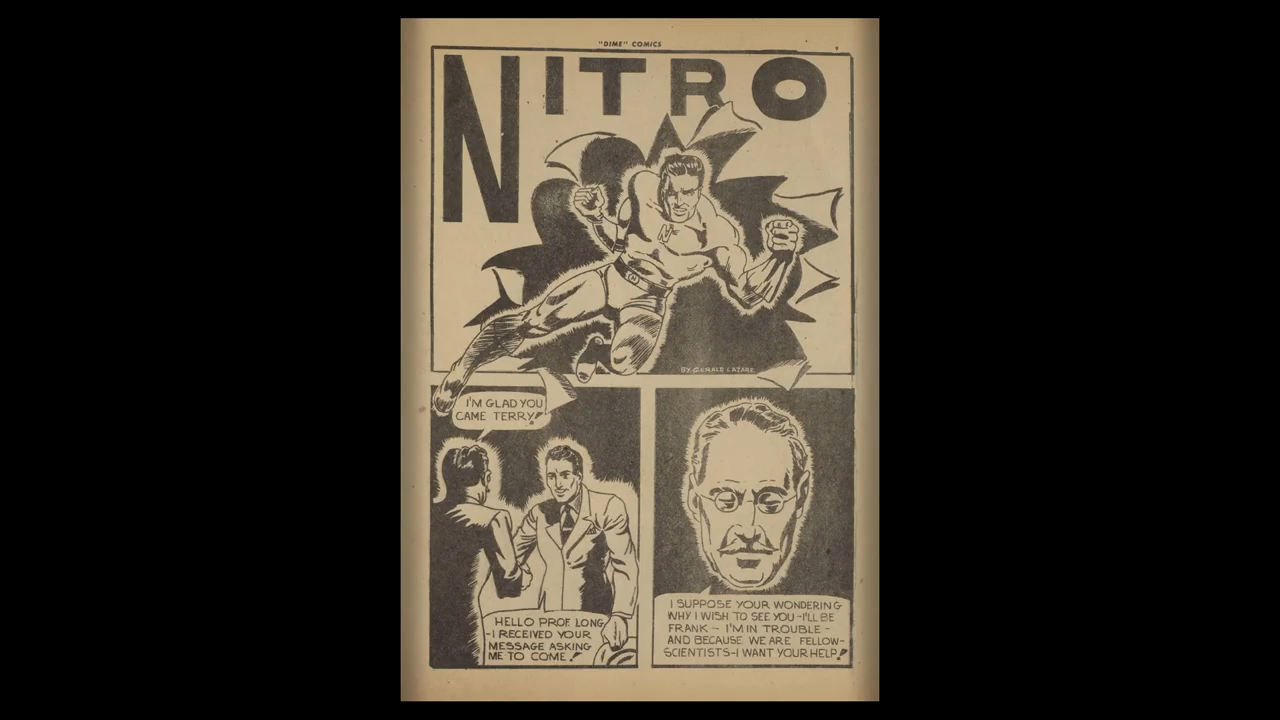 "DIME" COMICS
9
NITRO
N
N
BY GERALD LAZARE
I'M GLAD YOU
CAME TERRY!
HELLO PROF. LONG
-I RECEIVED YOUR
MESSAGE ASKING
ME TO COME!
I SUPPOSE YOUR WONDERING
WHY I WISH TO SEE YOU -I'LL BE
FRANK - I'M IN TROUBLE -
AND BECAUSE WE ARE FELLOW-
SCIENTISTS-I WANT YOUR HELP!